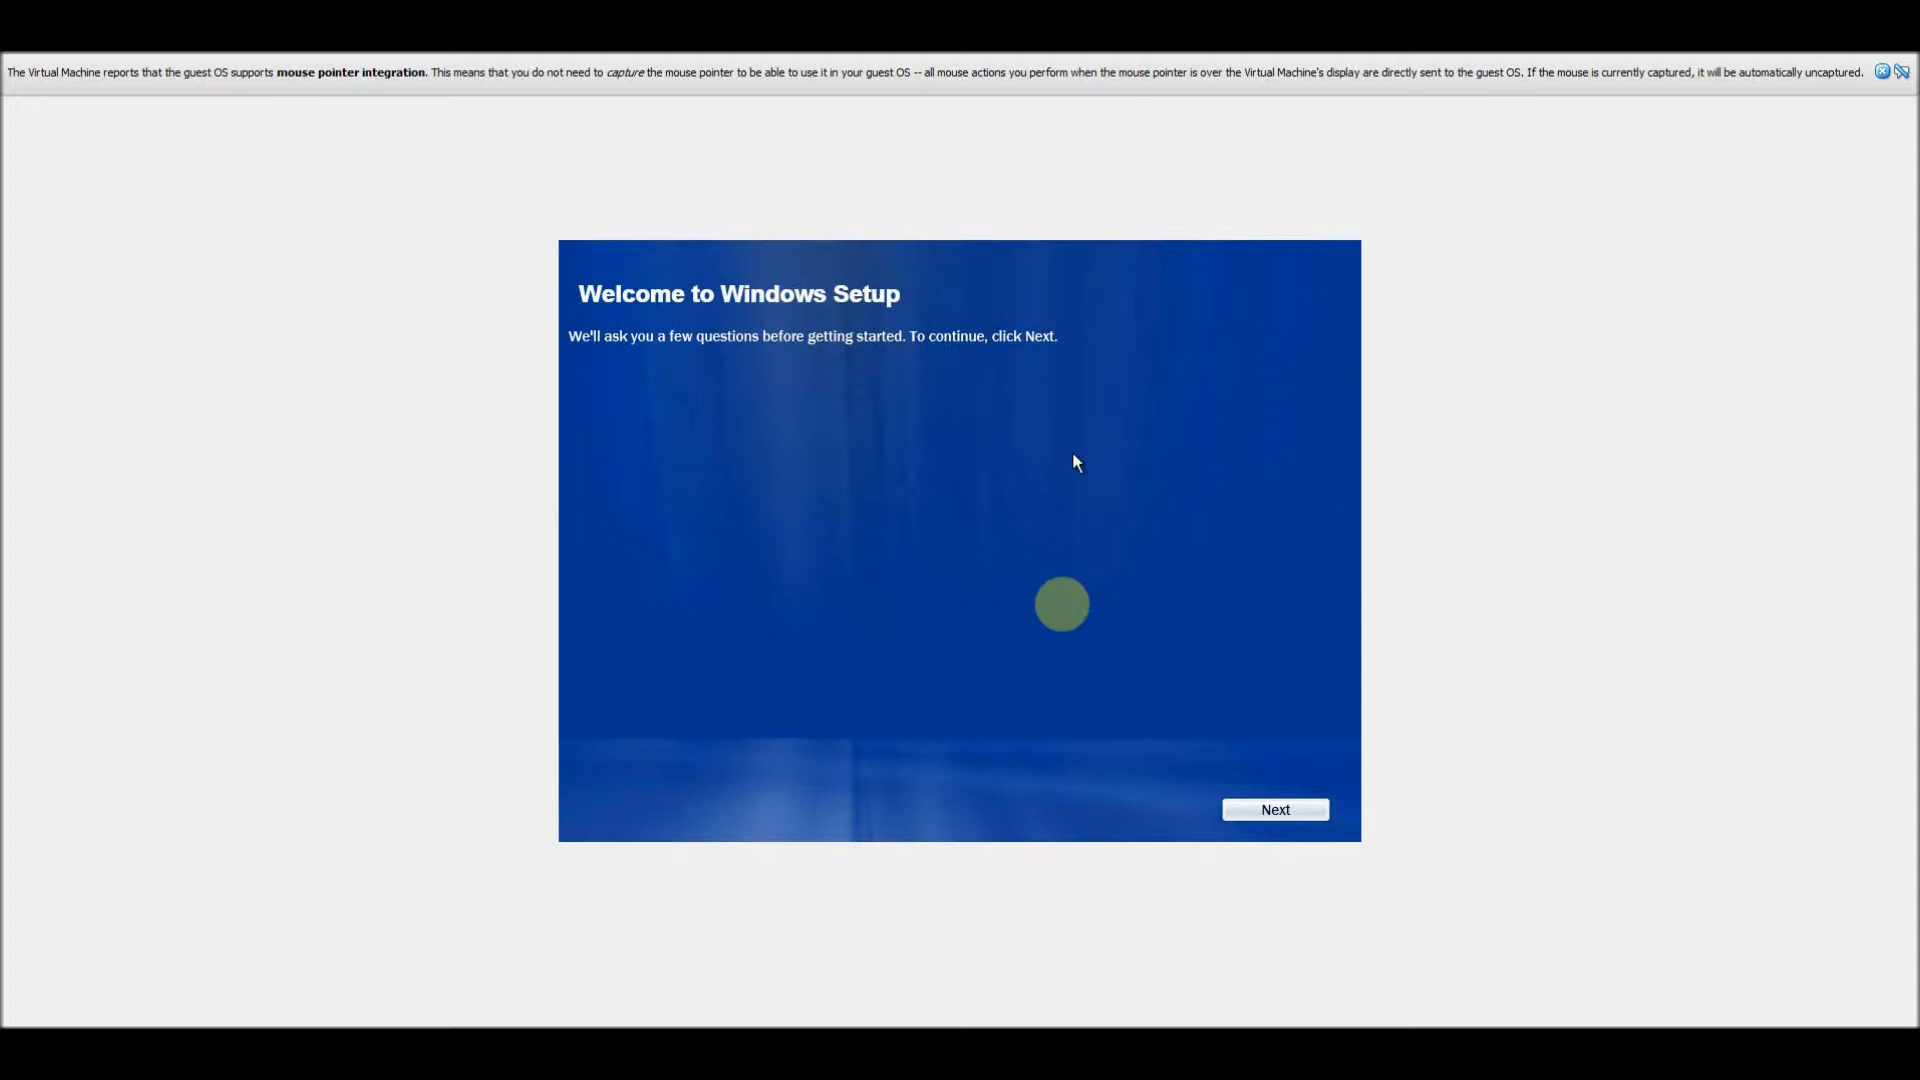 The Virtual Machine reports that the guest OS supports mouse pointer integration. This means that you do not need to capture the mouse pointer to be able to use it in your guest OS -- all mouse actions you perform when the mouse pointer is over the Virtual Machine's display are directly sent to the guest OS. If the mouse is currently captured, it will be automatically uncaptured.
Welcome to Windows Setup
We'll ask you a few questions before getting started. To continue, click Next.
Next